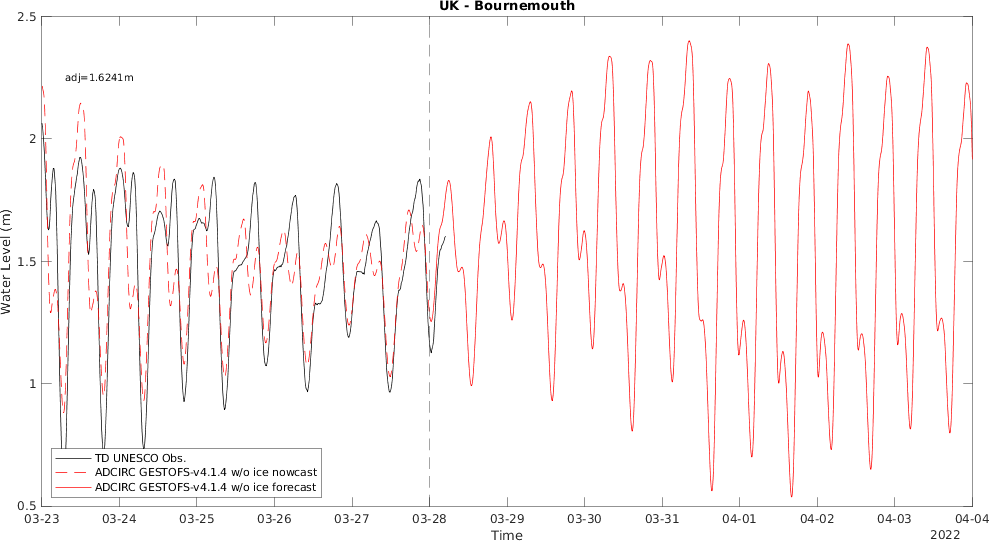 UK - Bournemouth
2.5
adj=1.6241m
2
1.5
1
0.5
Water Level (m)
TD UNESCO Obs.
ADCIRC GESTOFS-v4.1.4 w/o ice nowcast
ADCIRC GESTOFS-v4.1.4 w/o ice forecast
03-23 03-24 03-25 03-26 03-27 03-28 03-29 03-30 03-31 04-01 04-02 04-03 04-04
Time
2022